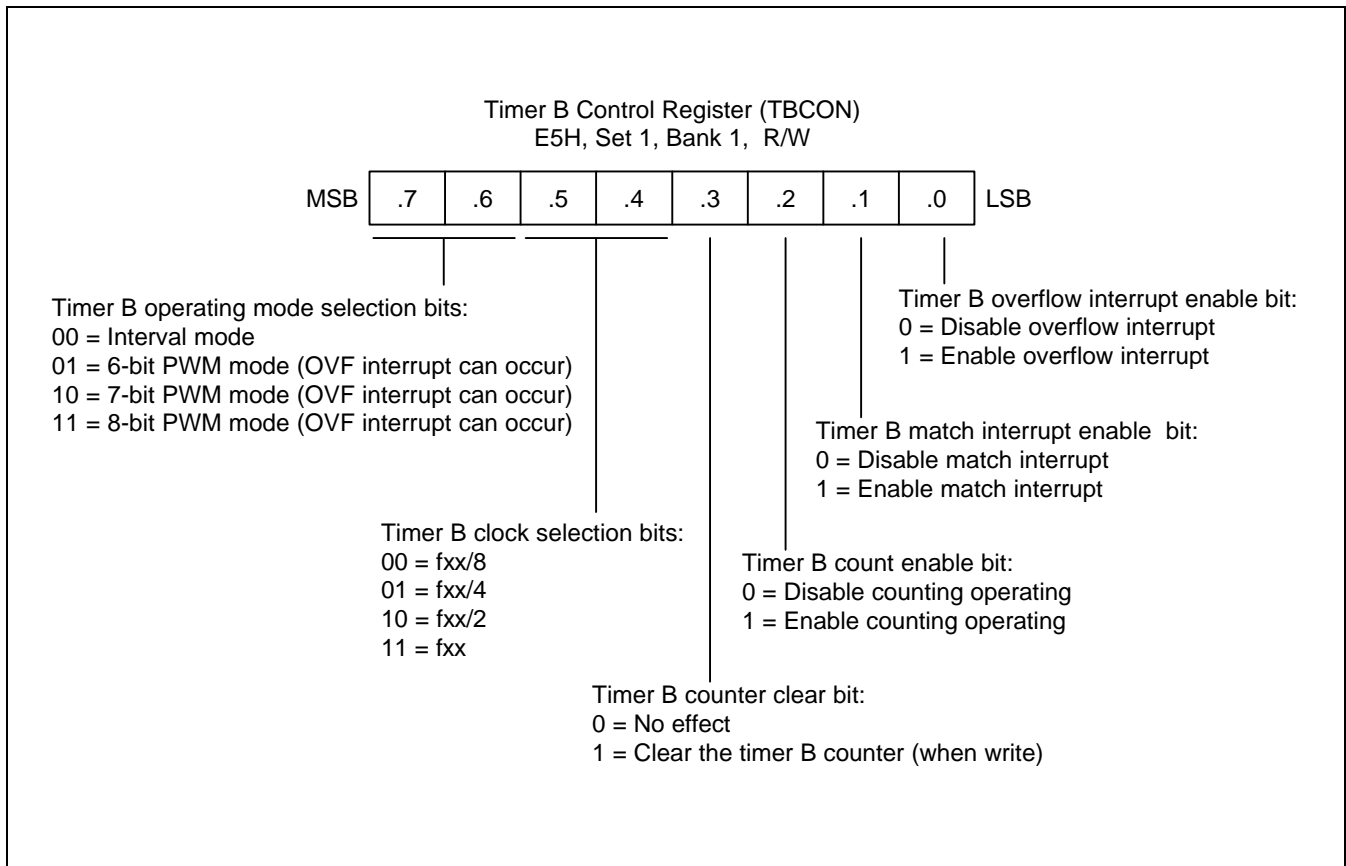 Timer B Control Register (TBCON)
E5H, Set 1, Bank 1, R/W
MSB .7 .6 .5 .4 .3 .2 .1 .0 LSB
Timer B operating mode selection bits:
00 = Interval mode
01 = 6-bit PWM mode (OVF interrupt can occur)
10 = 7-bit PWM mode (OVF interrupt can occur)
11 = 8-bit PWM mode (OVF interrupt can occur)
Timer B overflow interrupt enable bit:
0 = Disable overflow interrupt
1 = Enable overflow interrupt
Timer B match interrupt enable bit:
0 = Disable match interrupt
1 = Enable match interrupt
Timer B clock selection bits:
00 = fxx/8
01 = fxx/4
10 = fxx/2
11 = fxx
Timer B count enable bit:
0 = Disable counting operating
1 = Enable counting operating
Timer B counter clear bit:
0 = No effect
1 = Clear the timer B counter (when write)